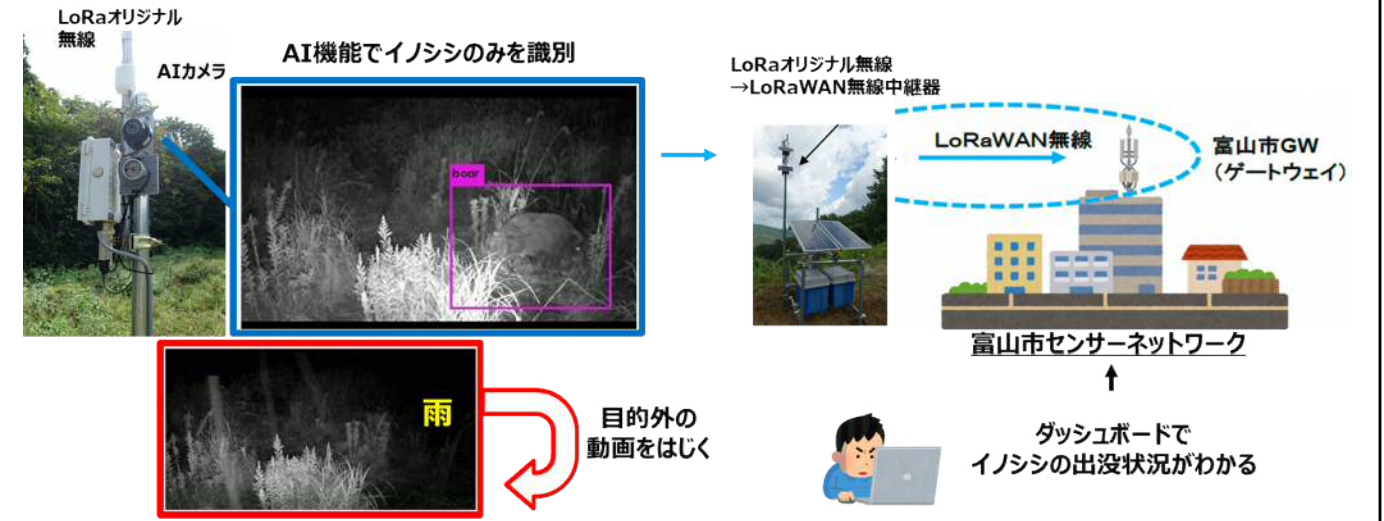 LoRaオリジナル
無線
AIカメラ
AI機能でイノシシのみを識別
boar
雨
目的外の
動画をはじく
LoRaオリジナル無線
→LoRaWAN無線中継器
LoRaWAN無線
富山市GW
(ゲートウェイ)
富山市センサーネットワーク
ダッシュボードで
イノシシの出没状況がわかる